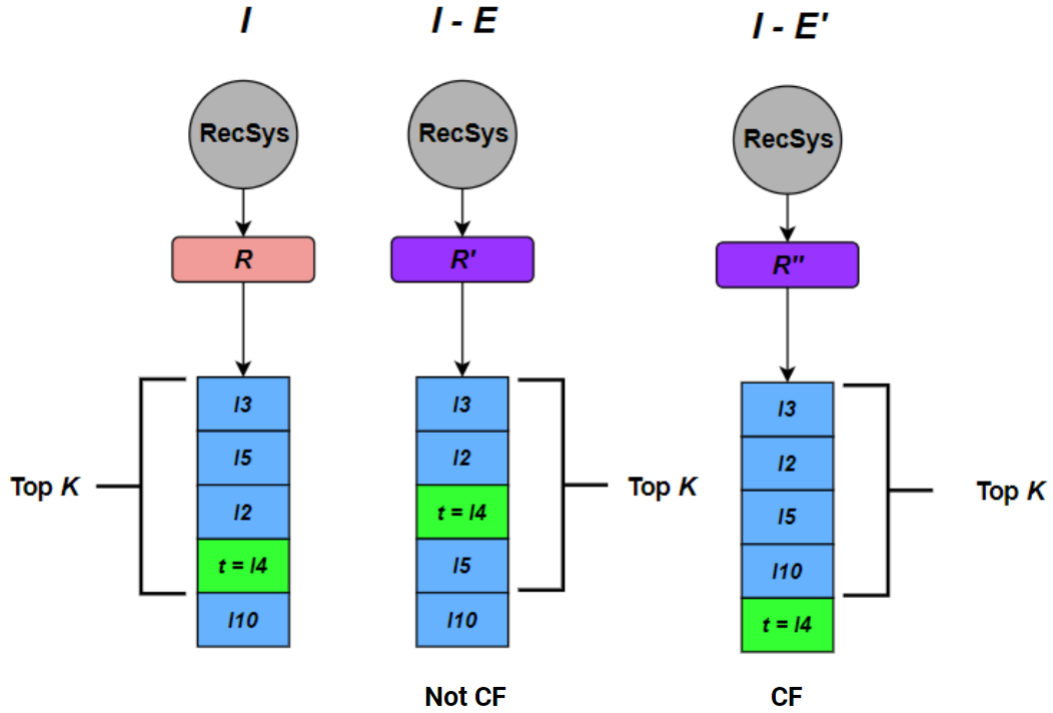 I
I - E
I - E'
RecSys
RecSys
RecSys
R
R'
R''
I3
I5
I2
t = I4
I10
Top K
I3
I2
t = I4
I5
I10
Top K
I3
I2
I5
I10
t = I4
Top K
Not CF
CF